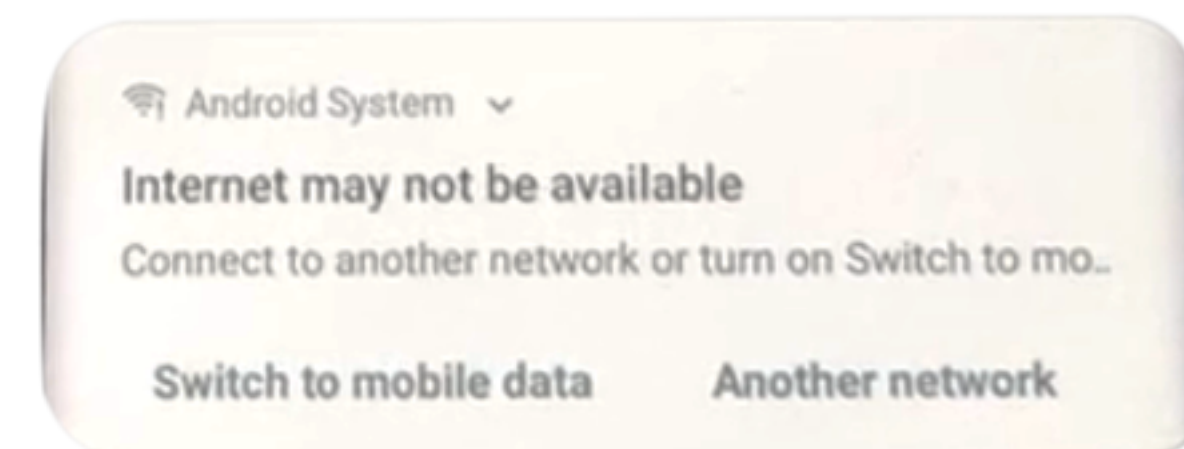 Android System
Internet may not be available
Connect to another network or turn on Switch to mo..
Switch to mobile data
Another network